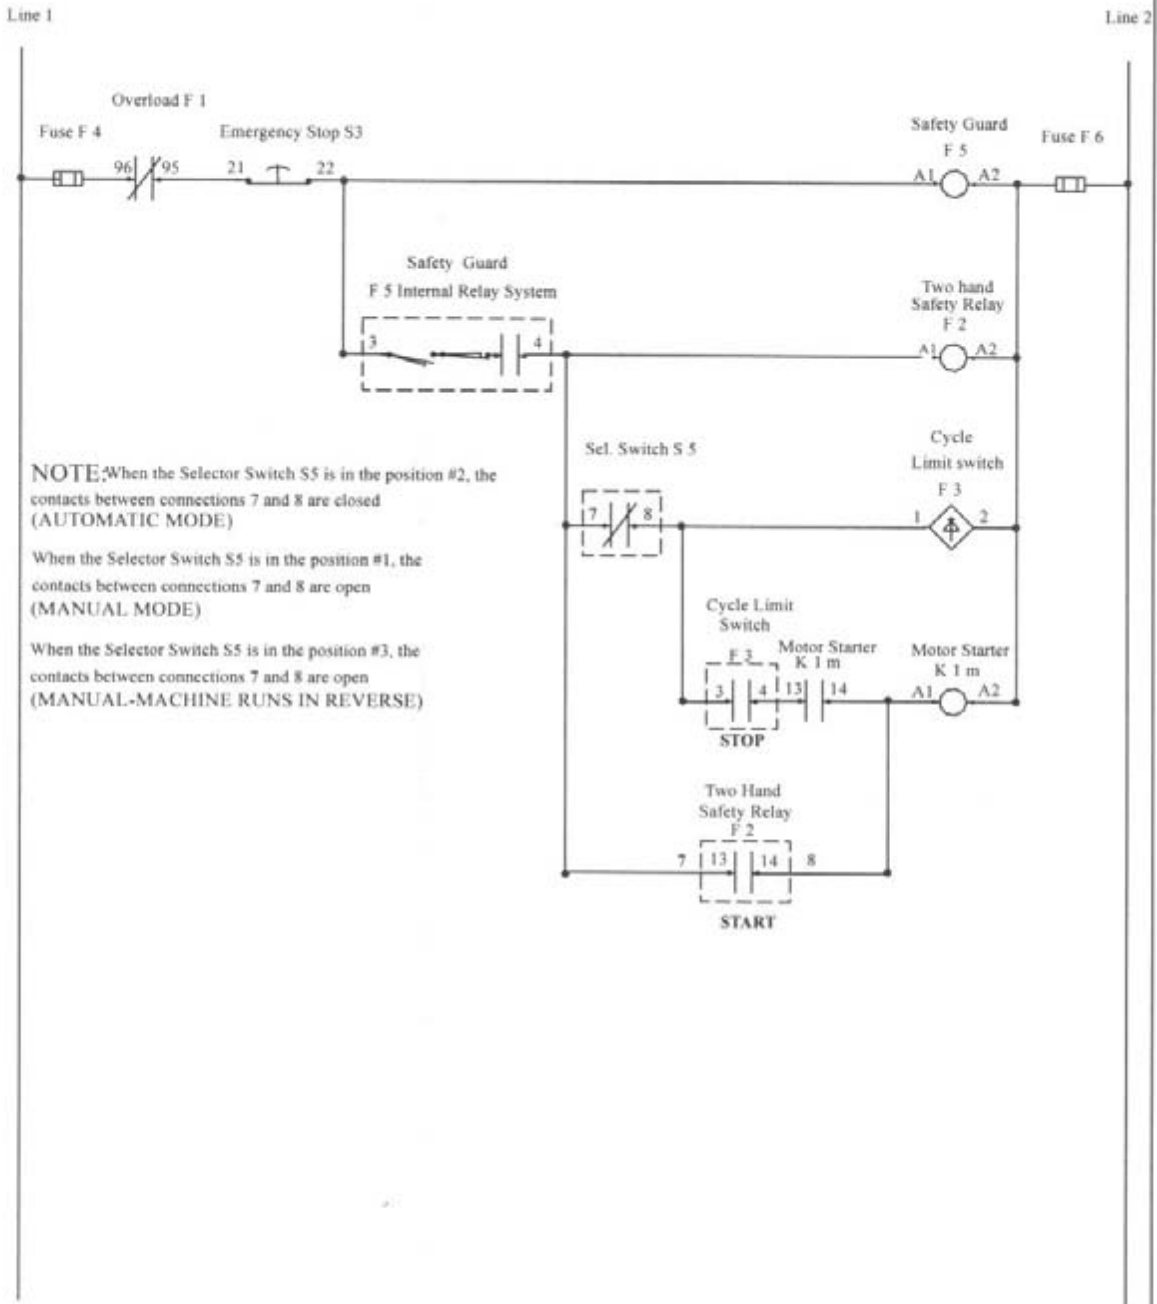 Line 1
Line 2
Overload F 1
Fuse F 4
Emergency Stop S3
Safety Guard
F 5
Fuse F 6
96
95
21
22
A1
A2
Safety Guard
F 5 Internal Relay System
3
4
Two hand
Safety Relay
F 2
A1
A2
Sel. Switch S 5
7
8
Cycle
Limit switch
F 3
1
2
NOTE:When the Selector Switch S5 is in the position #2, the
contacts between connections 7 and 8 are closed
(AUTOMATIC MODE)
When the Selector Switch S5 is in the position #1, the
contacts between connections 7 and 8 are open
(MANUAL MODE)
When the Selector Switch S5 is in the position #3, the
contacts between connections 7 and 8 are open
(MANUAL-MACHINE RUNS IN REVERSE)
Cycle Limit
Switch
F 3
3
4
STOP
Motor Starter
K 1 m
13
14
Motor Starter
K 1 m
A1
A2
Two Hand
Safety Relay
F 2
7
13
14
8
START